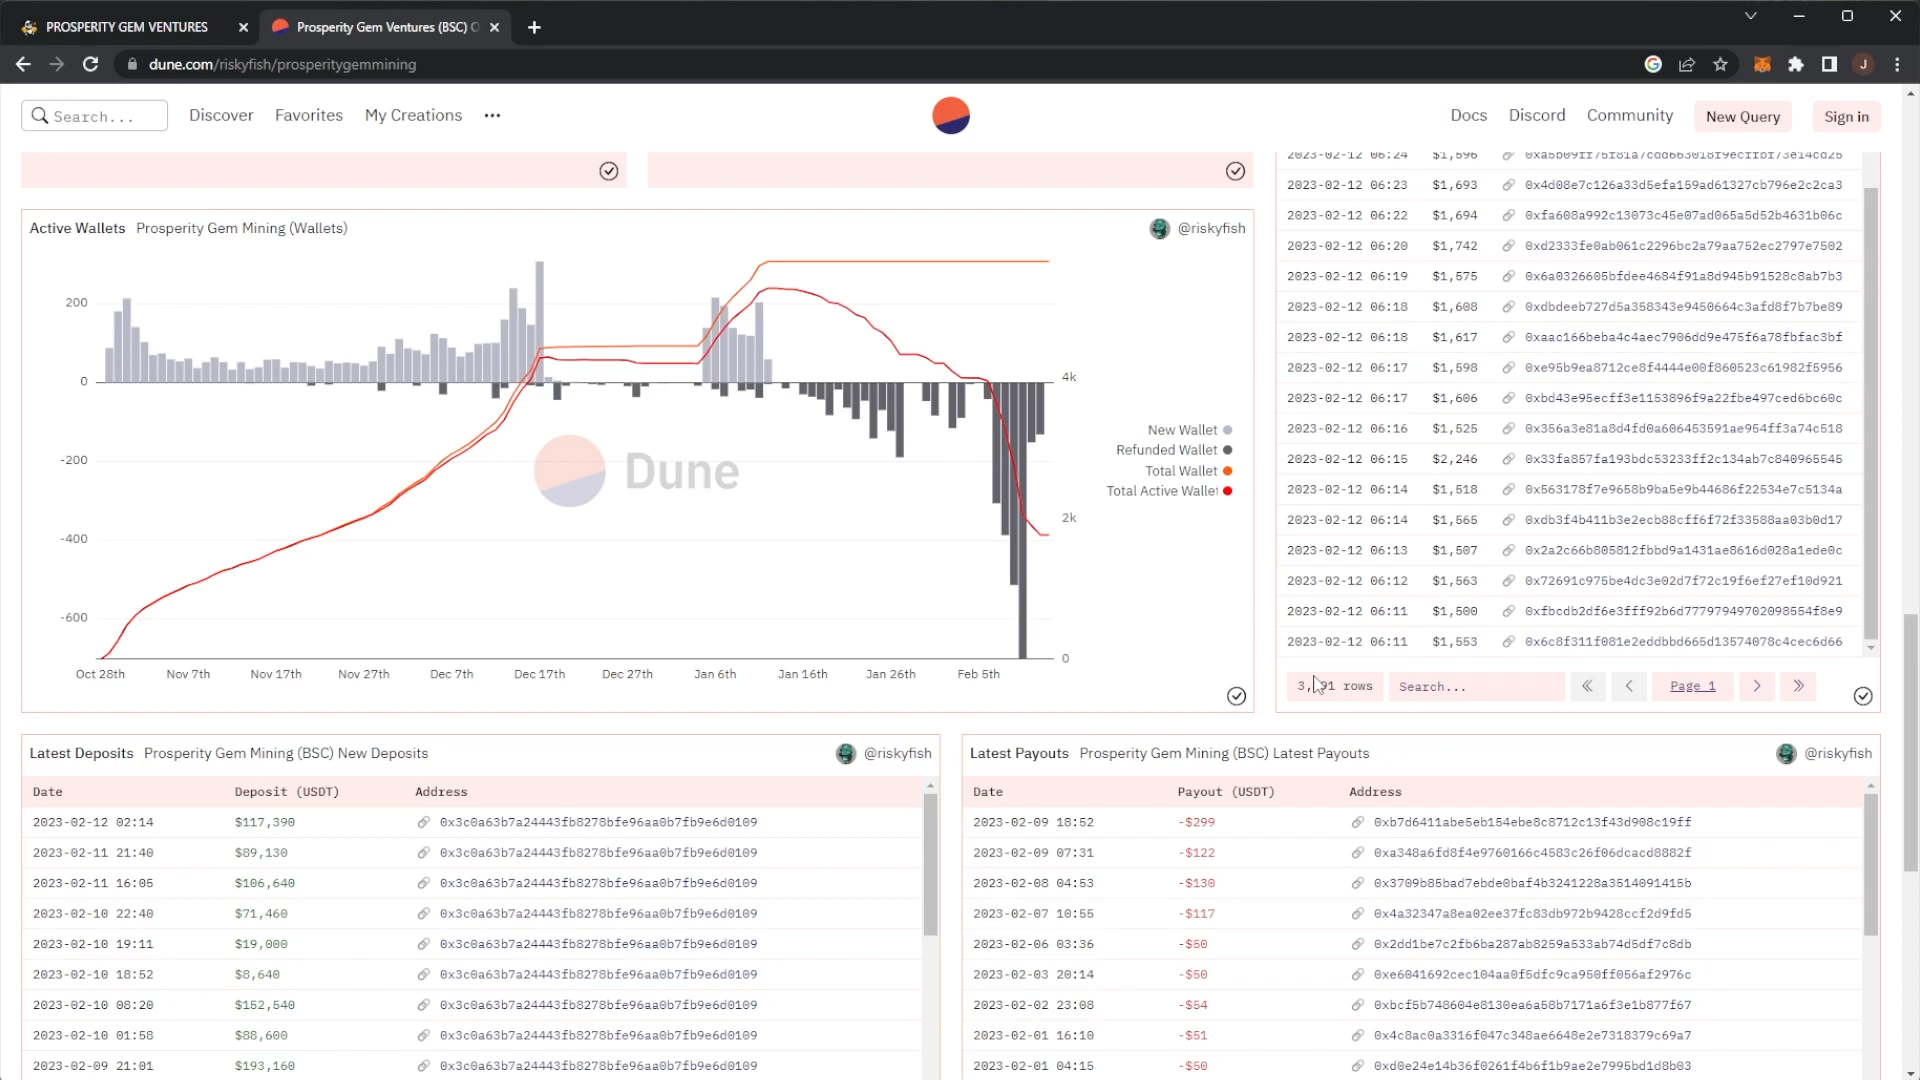 PROSPERITY GEM VENTURES
Prosperity Gem Ventures (BSC)
dune.com/riskyfish/prosperitygemmining
J
Search...
Discover
Favorites
My Creations
Docs
Discord
Community
New Query
Sign in
Active Wallets Prosperity Gem Mining (Wallets)
@riskyfish
200
0
-200
-400
-600
4k
2k
0
Dune
New Wallet
Refunded Wallet
Total Wallet
Total Active Wallet
Oct 28th
Nov 7th
Nov 17th
Nov 27th
Dec 7th
Dec 17th
Dec 27th
Jan 6th
Jan 16th
Jan 26th
Feb 5th
2023-02-12 06:24 $1,596 0xa5b09ff75f81a7cdd663018f9ecffbf73e14cd25
2023-02-12 06:23 $1,693 0x4d08e7c126a33d5efa159ad61327cb796e2c2ca3
2023-02-12 06:22 $1,694 0xfa608a992c13073c45e07ad065a5d52b4631b06c
2023-02-12 06:20 $1,742 0xd2333fe0ab061c2296bc2a79aa752ec2797e7502
2023-02-12 06:19 $1,575 0x6a0326605bfdee4684f91a8d945b91528c8ab7b3
2023-02-12 06:18 $1,608 0xdbdeeb727d5a358343e9450664c3afd8f7b7be89
2023-02-12 06:18 $1,617 0xaac166beba4c4aec7906dd9e475f6a78fbfac3bf
2023-02-12 06:17 $1,598 0xe95b9ea8712ce8f4444e00f860523c61982f5956
2023-02-12 06:17 $1,606 0xbd43e95ecff3e1153896f9a22fbe497ced6bc60c
2023-02-12 06:16 $1,525 0x356a3e81a8d4fd0a606453591ae954ff3a74c518
2023-02-12 06:15 $2,246 0x33fa857fa193bdc53233ff2c134ab7c840965545
2023-02-12 06:14 $1,518 0x563178f7e9658b9ba5e9b44686f22534e7c5134a
2023-02-12 06:14 $1,565 0xdb3f4b411b3e2ecb88cff6f72f33588aa03b0d17
2023-02-12 06:13 $1,507 0x2a2c66b805812fbbd9a1431ae8616d028a1ede0c
2023-02-12 06:12 $1,563 0x72691c975be4dc3e02d7f72c19f6ef27ef10d921
2023-02-12 06:11 $1,500 0xfbcdb2df6e3fff92b6d77797949702098554f8e9
2023-02-12 06:11 $1,553 0x6c8f311f081e2eddbbd665d13574078c4cec6d66
rows
Search...
Page 1
Latest Deposits Prosperity Gem Mining (BSC) New Deposits
@riskyfish
Date Deposit (USDT) Address
2023-02-12 02:14 $117,390 0x3c0a63b7a24443fb8278bfe96aa0b7fb9e6d0109
2023-02-11 21:40 $89,130 0x3c0a63b7a24443fb8278bfe96aa0b7fb9e6d0109
2023-02-11 16:05 $106,640 0x3c0a63b7a24443fb8278bfe96aa0b7fb9e6d0109
2023-02-10 22:40 $71,460 0x3c0a63b7a24443fb8278bfe96aa0b7fb9e6d0109
2023-02-10 19:11 $19,000 0x3c0a63b7a24443fb8278bfe96aa0b7fb9e6d0109
2023-02-10 18:52 $8,640 0x3c0a63b7a24443fb8278bfe96aa0b7fb9e6d0109
2023-02-10 08:20 $152,540 0x3c0a63b7a24443fb8278bfe96aa0b7fb9e6d0109
2023-02-10 01:58 $88,600 0x3c0a63b7a24443fb8278bfe96aa0b7fb9e6d0109
2023-02-09 21:01 $193,160 0x3c0a63b7a24443fb8278bfe96aa0b7fb9e6d0109
Latest Payouts Prosperity Gem Mining (BSC) Latest Payouts
@riskyfish
Date Payout (USDT) Address
2023-02-09 18:52 -$299 0xb7d6411abe5eb154ebe8c8712c13f43d908c19ff
2023-02-09 07:31 -$122 0xa348a6fd8f4e9760166c4583c26f06dcacd8882f
2023-02-08 04:53 -$130 0x3709b85bad7ebde0baf4b3241228a3514091415b
2023-02-07 10:55 -$117 0x4a32347a8ea02ee37fc83db972b9428ccf2d9fd5
2023-02-06 03:36 -$50 0x2dd1be7c2fb6ba287ab8259a533ab74d5df7c8db
2023-02-03 20:14 -$50 0xe6041692cec104aa0f5dfc9ca950ff056af2976c
2023-02-02 23:08 -$54 0xbcf5b748604e8130ea6a58b7171a6f3e1b877f67
2023-02-01 16:10 -$51 0x4c8ac0a3316f047c348ae6648e2e7318379c69a7
2023-02-01 04:15 -$50 0xd0e24e14b36f0261f4b6f1b9ae2e7995bd1d8b03